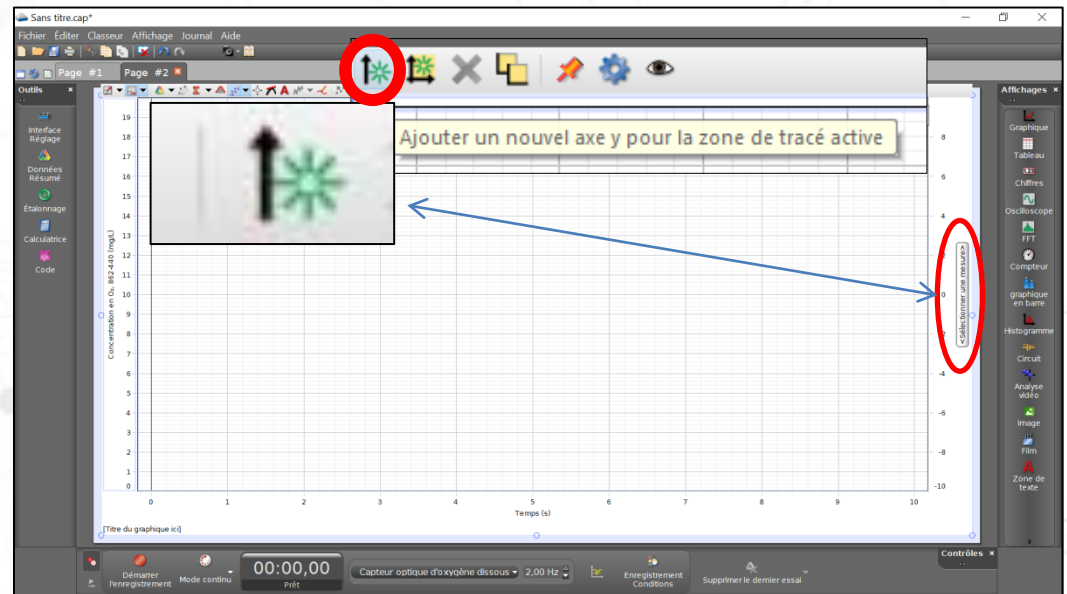 Sans titre.cap*
Fichier Éditer Classeur Affichage Journal Aide
Page #1 Page #2
Outils
Interface
Réglage
Données
Résumé
Étalonnage
Calculatrice
Code
Ajouter un nouvel axe y pour la zone de tracé active
Concentration en O₂, 862-440 (mg/L)
19
17
16
15
14
13
12
11
10
9
8
7
6
5
4
3
2
1
0
8
6
4
2
0
2
-4
-6
-8
-10
<Sélectionner une mesure>
0 1 2 3 4 5 6 7 8 9 10
Temps (s)
[Titre du graphique ici]
Affichages
Graphique
Tableau
Chiffres
Oscilloscope
FFT
Compteur
graphique
en barre
Histogramme
Circuit
Analyse
vidéo
Image
Film
Zone de
texte
Démarrer
l'enregistrement
Mode continu
00:00,00
Prêt
Capteur optique d'oxygène dissous
2,00 Hz
Enregistrement
Conditions
Supprimer le dernier essai
Contrôles